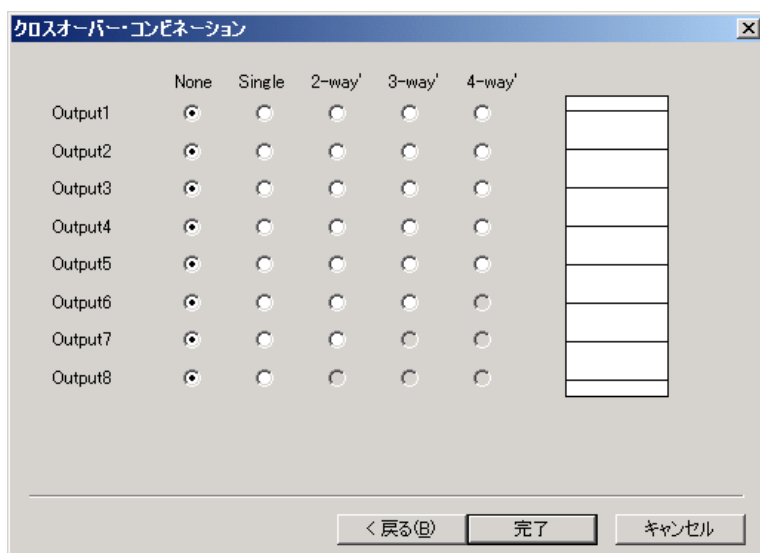 クロスオーバー・コンビネーション
None Single 2-way' 3-way' 4-way'
Output1
Output2
Output3
Output4
Output5
Output6
Output7
Output8
< 戻る(B) 完了 キャンセル